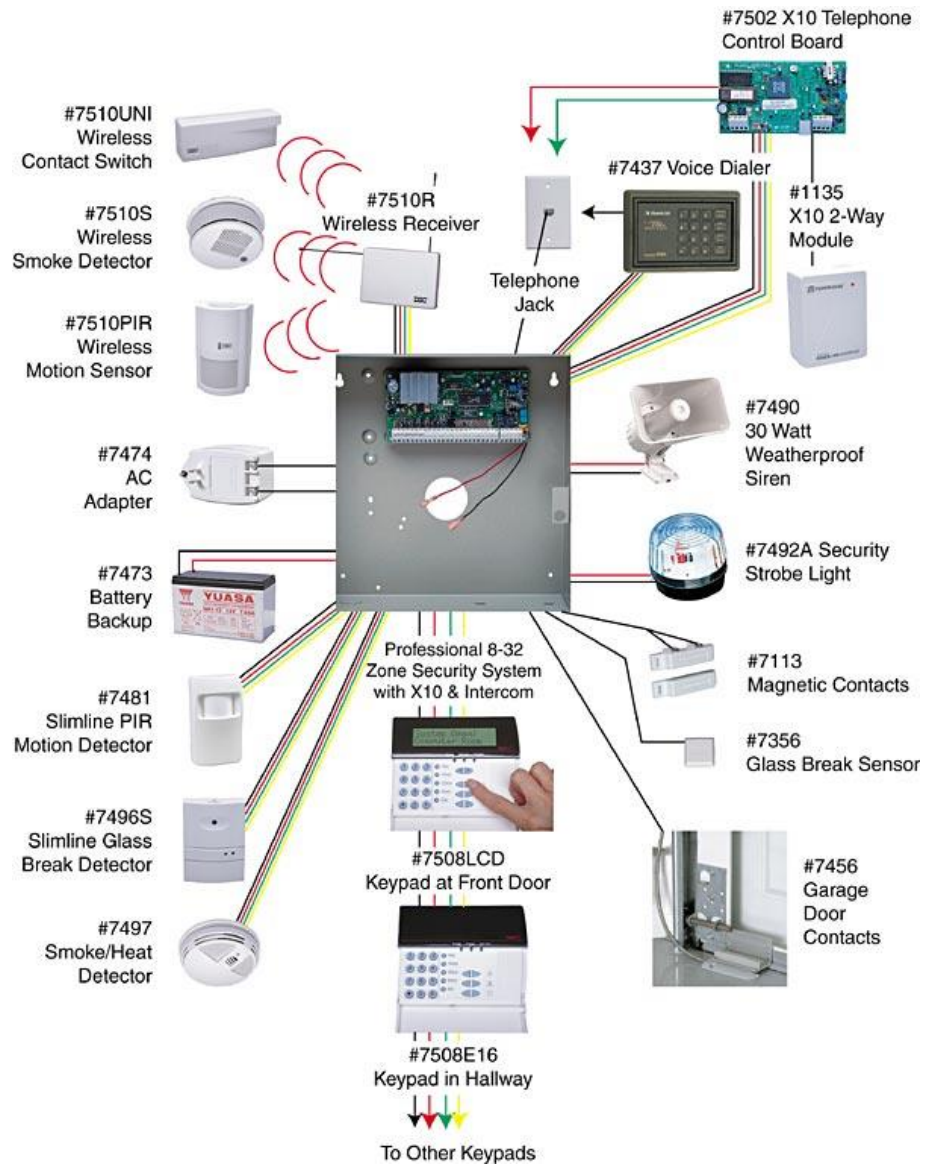 #7502 X10 Telephone
Control Board
#7510UNI
Wireless
Contact Switch
#7437 Voice Dialer
#7510R
Wireless Receiver
#1135
X10 2-Way
Module
#7510S
Wireless
Smoke Detector
DSC
Telephone
Jack
#7510PIR
Wireless
Motion Sensor
#7490
30 Watt
Weatherproof
Siren
#7474
AC
Adapter
#7492A Security
Strobe Light
#7473
Battery
Backup
YUASA
Professional 8-32
Zone Security System
with X10 & Intercom
#7113
Magnetic Contacts
#7481
Slimline PIR
Motion Detector
#7356
Glass Break Sensor
#7496S
Slimline Glass
Break Detector
#7508LCD
Keypad at Front Door
#7456
Garage
Door
Contacts
#7497
Smoke/Heat
Detector
#7508E16
Keypad in Hallway
To Other Keypads